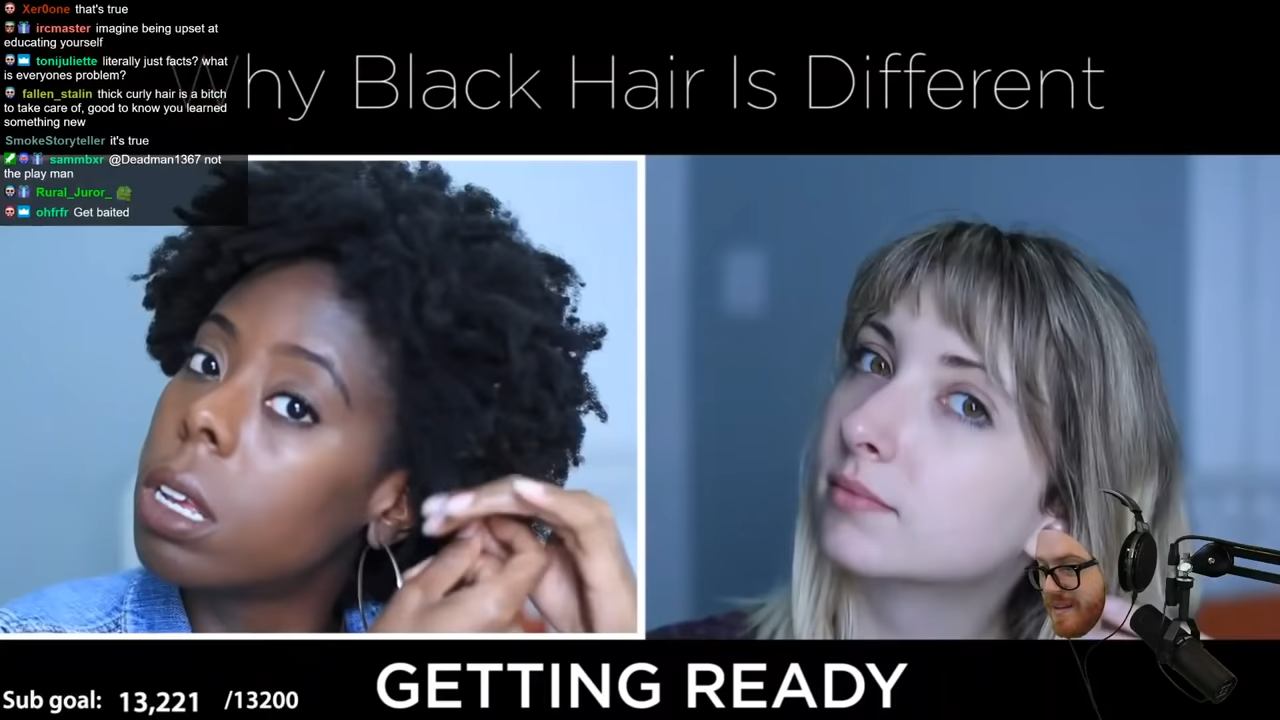 Xer0ne that's true
ircmaster imagine being upset at
educating yourself
tonijuliette literally just facts? what
is everyones problem?
fallen_stalin thick curly hair is a bitch
to take care of, good to know you learned
something new
SmokeStoryteller it's true
sammbxr @Deadman1367 not
the play man
Rural_Juror_
ohfrfr Get baited
Why Black Hair Is Different
GETTING READY
Sub goal: 13,221 /13200